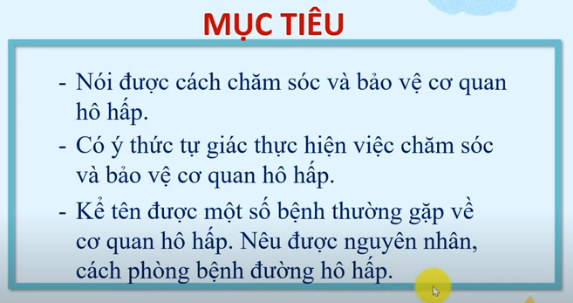 MỤC TIÊU
- Nói được cách chăm sóc và bảo vệ cơ quan
hô hấp.
- Có ý thức tự giác thực hiện việc chăm sóc
và bảo vệ cơ quan hô hấp.
- Kể tên được một số bệnh thường gặp về
cơ quan hô hấp. Nêu được nguyên nhân,
cách phòng bệnh đường hô hấp.